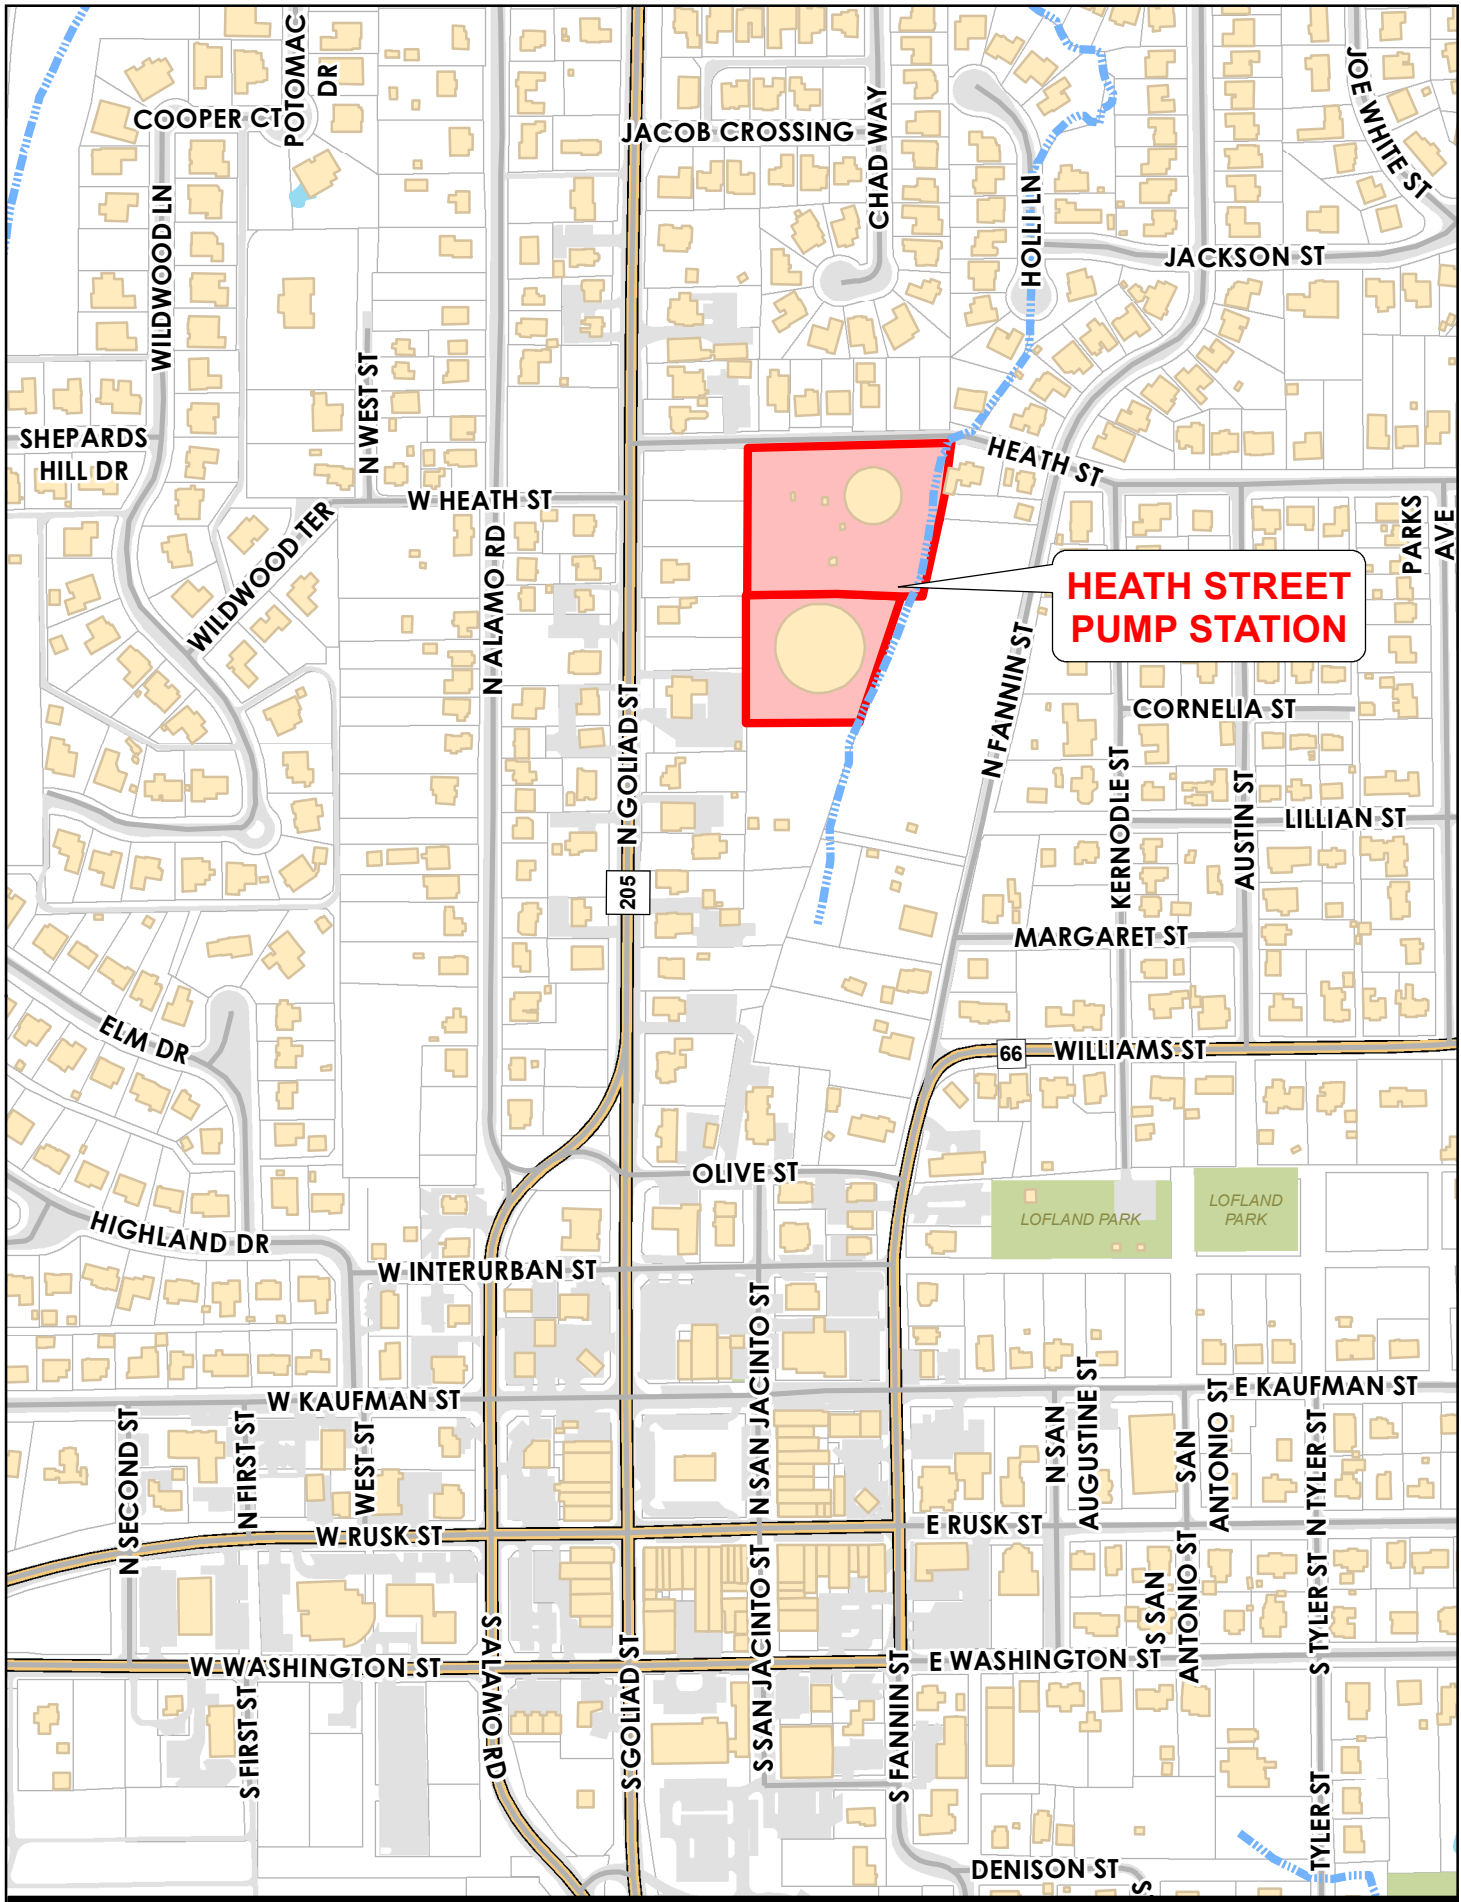 POTOMAC
DR
COOPER CT
JACOB CROSSING
CHAD WAY
JOE WHITE ST
WILDWOOD LN
HOLLI LN
JACKSON ST
N WEST ST
SHEPARDS
HILL DR
HEATH ST
W HEATH ST
PARKS
AVE
WILDWOOD TER
N ALAMO RD
HEATH STREET
PUMP STATION
N GOLIAD ST
N FANNIN ST
CORNELIA ST
KERNODLE ST
AUSTIN ST
LILLIAN ST
205
MARGARET ST
ELM DR
66
WILLIAMS ST
OLIVE ST
LOFLAND PARK
LOFLAND
PARK
HIGHLAND DR
W INTERURBAN ST
N SAN JACINTO ST
W KAUFMAN ST
E KAUFMAN ST
N SECOND ST
N FIRST ST
WEST ST
N SAN
AUGUSTINE ST
SAN
ANTONIO ST
N TYLER ST
W RUSK ST
E RUSK ST
S SAN
ANTONIO ST
S TYLER ST
W WASHINGTON ST
E WASHINGTON ST
S FIRST ST
S ALAMO RD
S GOLIAD ST
S SAN JACINTO ST
S FANNIN ST
TYLER ST
DENISON ST
S